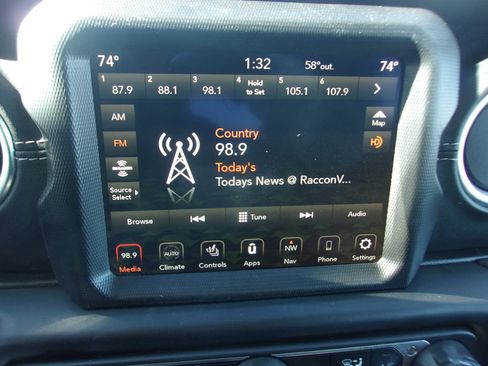 74° 1:32 58°out. 74°
1 2 3 4 5 6
87.9 88.1 98.1 Hold to Set 105.1 107.9
AM
Map
FM
Country
HD
98.9
Today's
Todays News @ RacconV...
Source
Select
Browse Tune Audio
98.9 AUTO NW
Media Climate Controls Apps Nav Phone Settings